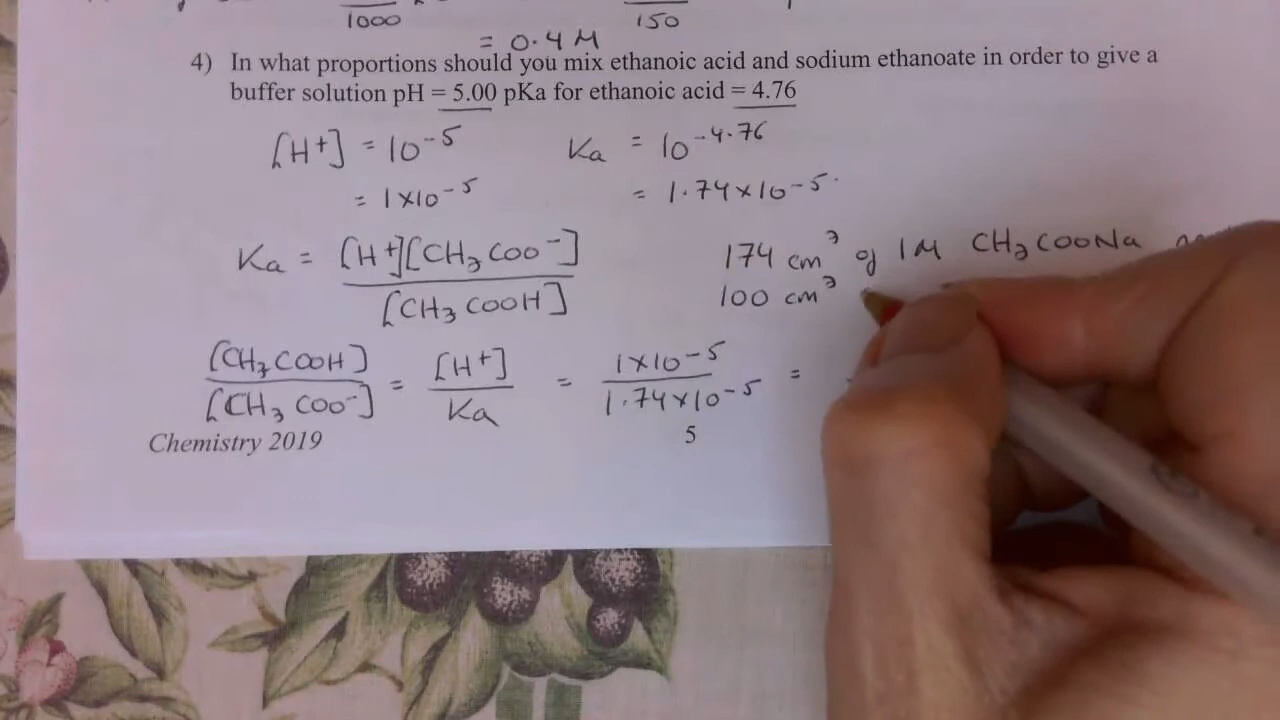 1000
150
= 0.4 M
4) In what proportions should you mix ethanoic acid and sodium ethanoate in order to give a
buffer solution pH = 5.00 pKa for ethanoic acid = 4.76
[H+] = 10⁻⁵
= 1×10⁻⁵
Ka = 10⁻⁴·⁷⁶
= 1.74×10⁻⁵
Ka = [H+][CH₃COO⁻]
[CH₃COOH]
174 cm³ of 1M CH₃COONa
100 cm³
[CH₃COOH] / [CH₃COO⁻] = [H+] / Ka = 1×10⁻⁵ / 1.74×10⁻⁵ =
5
Chemistry 2019